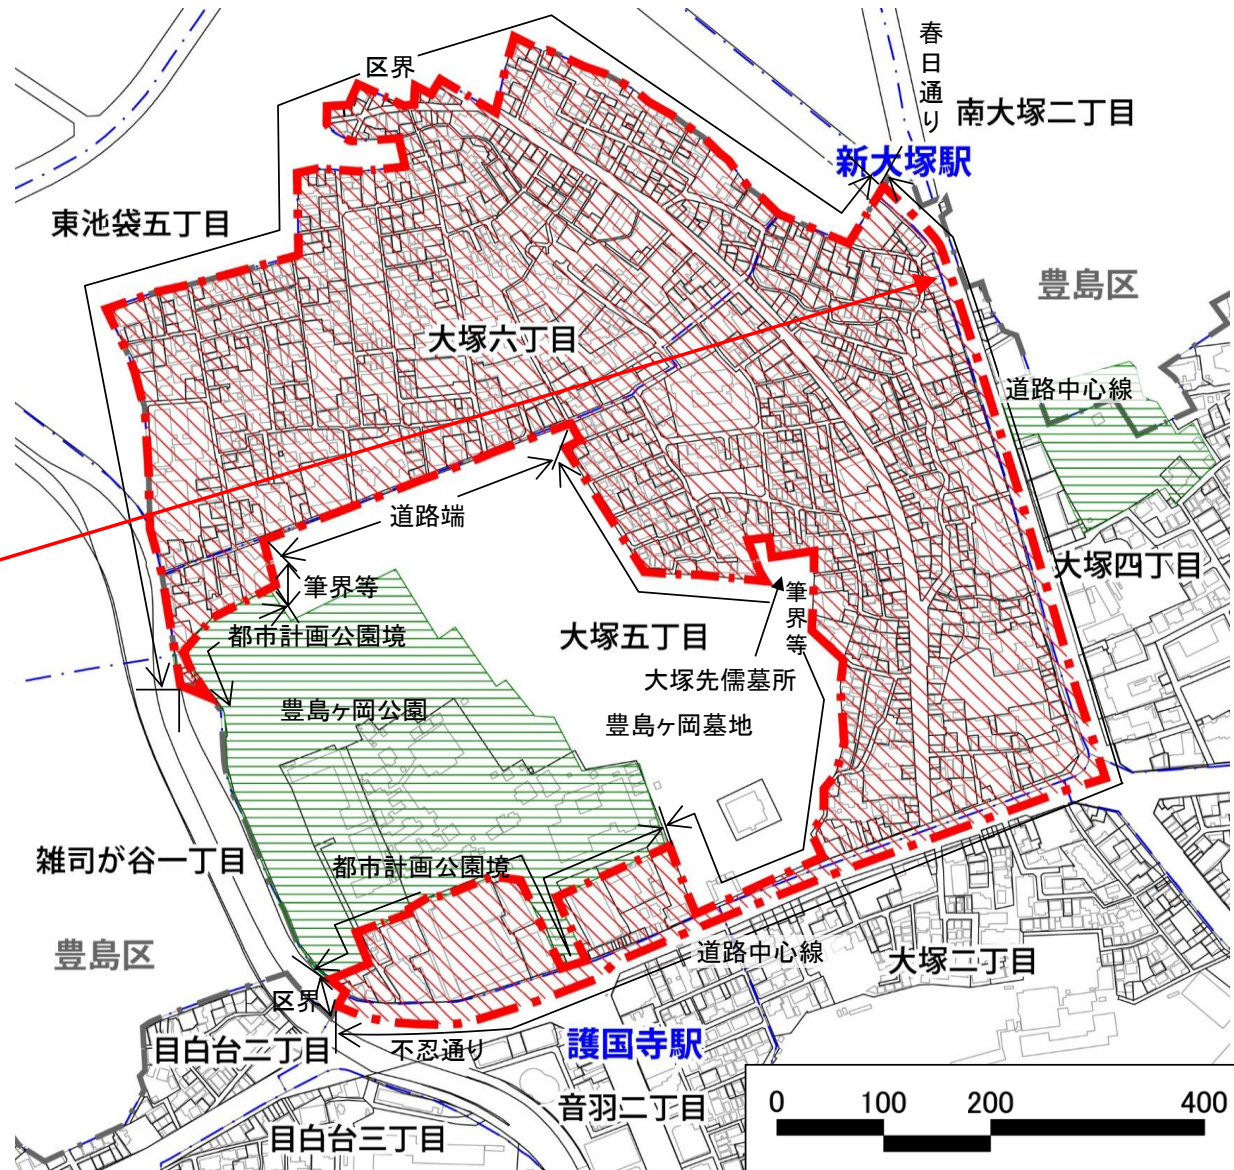 春日通り
区界
南大塚二丁目
新大塚駅
東池袋五丁目
豊島区
大塚六丁目
道路中心線
道路端
大塚四丁目
筆界等
筆界等
都市計画公園境
大塚五丁目
大塚先儒墓所
豊島ヶ岡公園
豊島ヶ岡墓地
雑司が谷一丁目
都市計画公園境
豊島区
道路中心線
大塚二丁目
区界
目白台二丁目
不忍通り
護国寺駅
音羽二丁目
目白台三丁目
0 100 200 400